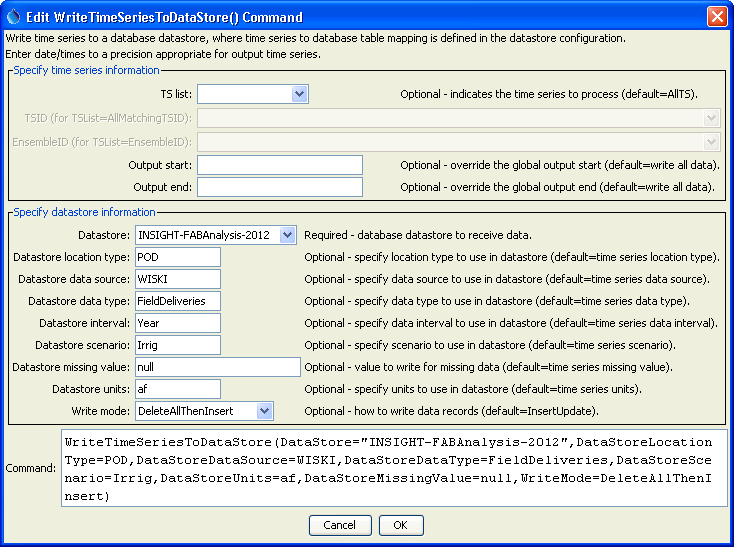 Edit WriteTimeSeriesToDataStore() Command
Write time series to a database datastore, where time series to database table mapping is defined in the datastore configuration.
Enter date/times to a precision appropriate for output time series.
Specify time series information
TS list: Optional - indicates the time series to process (default=AllTS).
TSID (for TSList=AllMatchingTSID):
EnsembleID (for TSList=EnsembleID):
Output start: Optional - override the global output start (default=write all data).
Output end: Optional - override the global output end (default=write all data).
Specify datastore information
Datastore: INSIGHT-FABAnalysis-2012 Required - database datastore to receive data.
Datastore location type: POD Optional - specify location type to use in datastore (default=time series location type).
Datastore data source: WISKI Optional - specify data source to use in datastore (default=time series data source).
Datastore data type: FieldDeliveries Optional - specify data type to use in datastore (default=time series data type).
Datastore interval: Year Optional - specify data interval to use in datastore (default=time series data interval).
Datastore scenario: Irrig Optional - specify scenario to use in datastore (default=time series scenario).
Datastore missing value: null Optional - value to write for missing data (default=time series missing value).
Datastore units: af Optional - specify units to use in datastore (default=time series units).
Write mode: DeleteAllThenInsert Optional - how to write data records (default=InsertUpdate).
Command:
WriteTimeSeriesToDataStore(DataStore="INSIGHT-FABAnalysis-2012",DataStoreLocation
Type=POD,DataStoreDataSource=WISKI,DataStoreDataType=FieldDeliveries,DataStoreSce
nario=Irrig,DataStoreUnits=af,DataStoreMissingValue=null,WriteMode=DeleteAllThenI
nsert)
Cancel OK